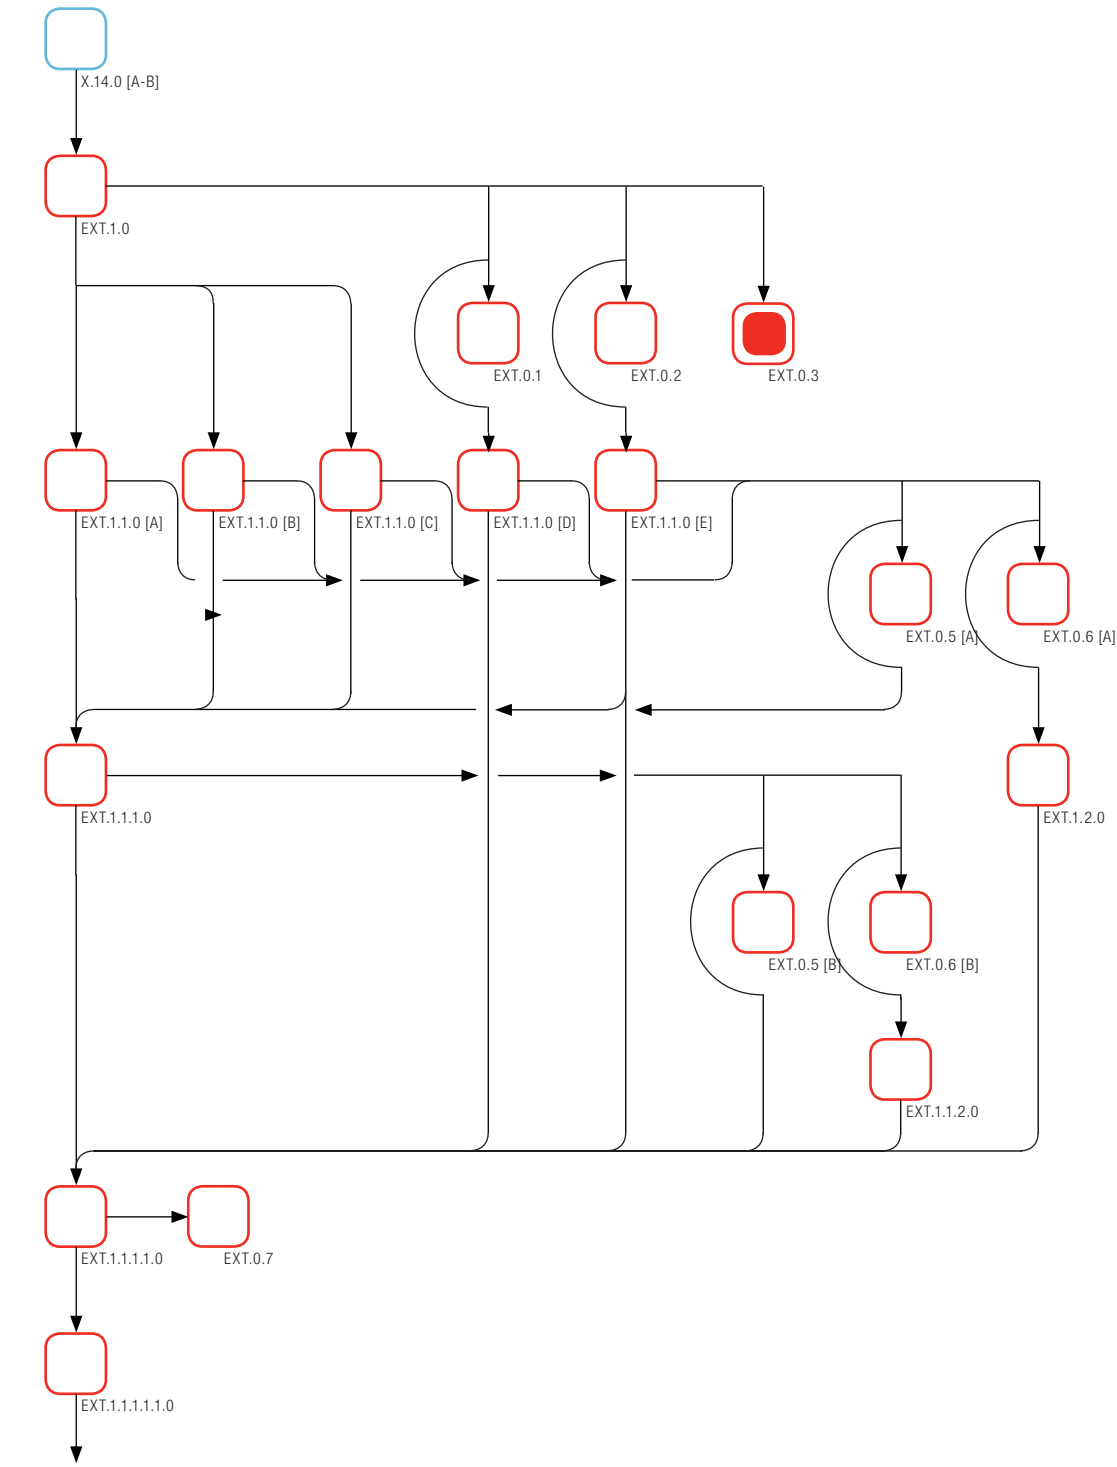 X.14.0 [A-B]
EXT.1.0
EXT.0.1
EXT.0.2
EXT.0.3
EXT.1.1.0 [A]
EXT.1.1.0 [B]
EXT.1.1.0 [C]
EXT.1.1.0 [D]
EXT.1.1.0 [E]
EXT.0.5 [A]
EXT.0.6 [A]
EXT.1.1.1.0
EXT.1.2.0
EXT.0.5 [B]
EXT.0.6 [B]
EXT.1.1.2.0
EXT.1.1.1.1.0
EXT.0.7
EXT.1.1.1.1.1.0